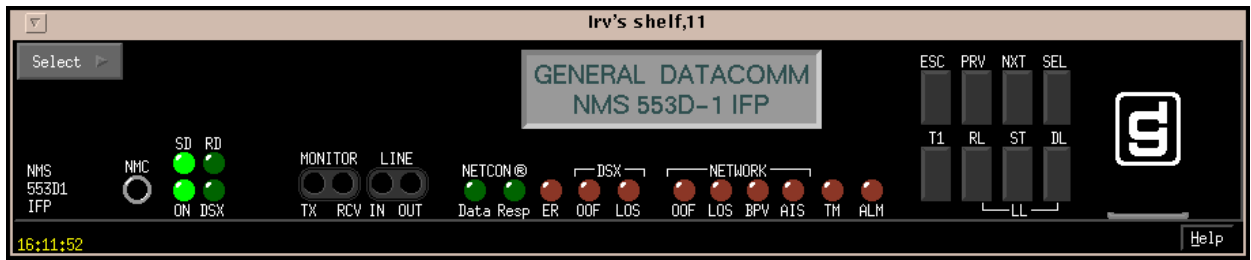 Irv's shelf,11
Select
GENERAL DATACOMM
NMS 553D-1 IFP
ESC PRV NXT SEL
T1 RL ST DL
LL
NMS
553D1
IFP
NMC
SD RD
ON DSX
MONITOR LINE
TX RCV IN OUT
NETCON® DSX NETWORK
Data Resp ER OOF LOS OOF LOS BPV AIS TM ALM
16:11:52
Help